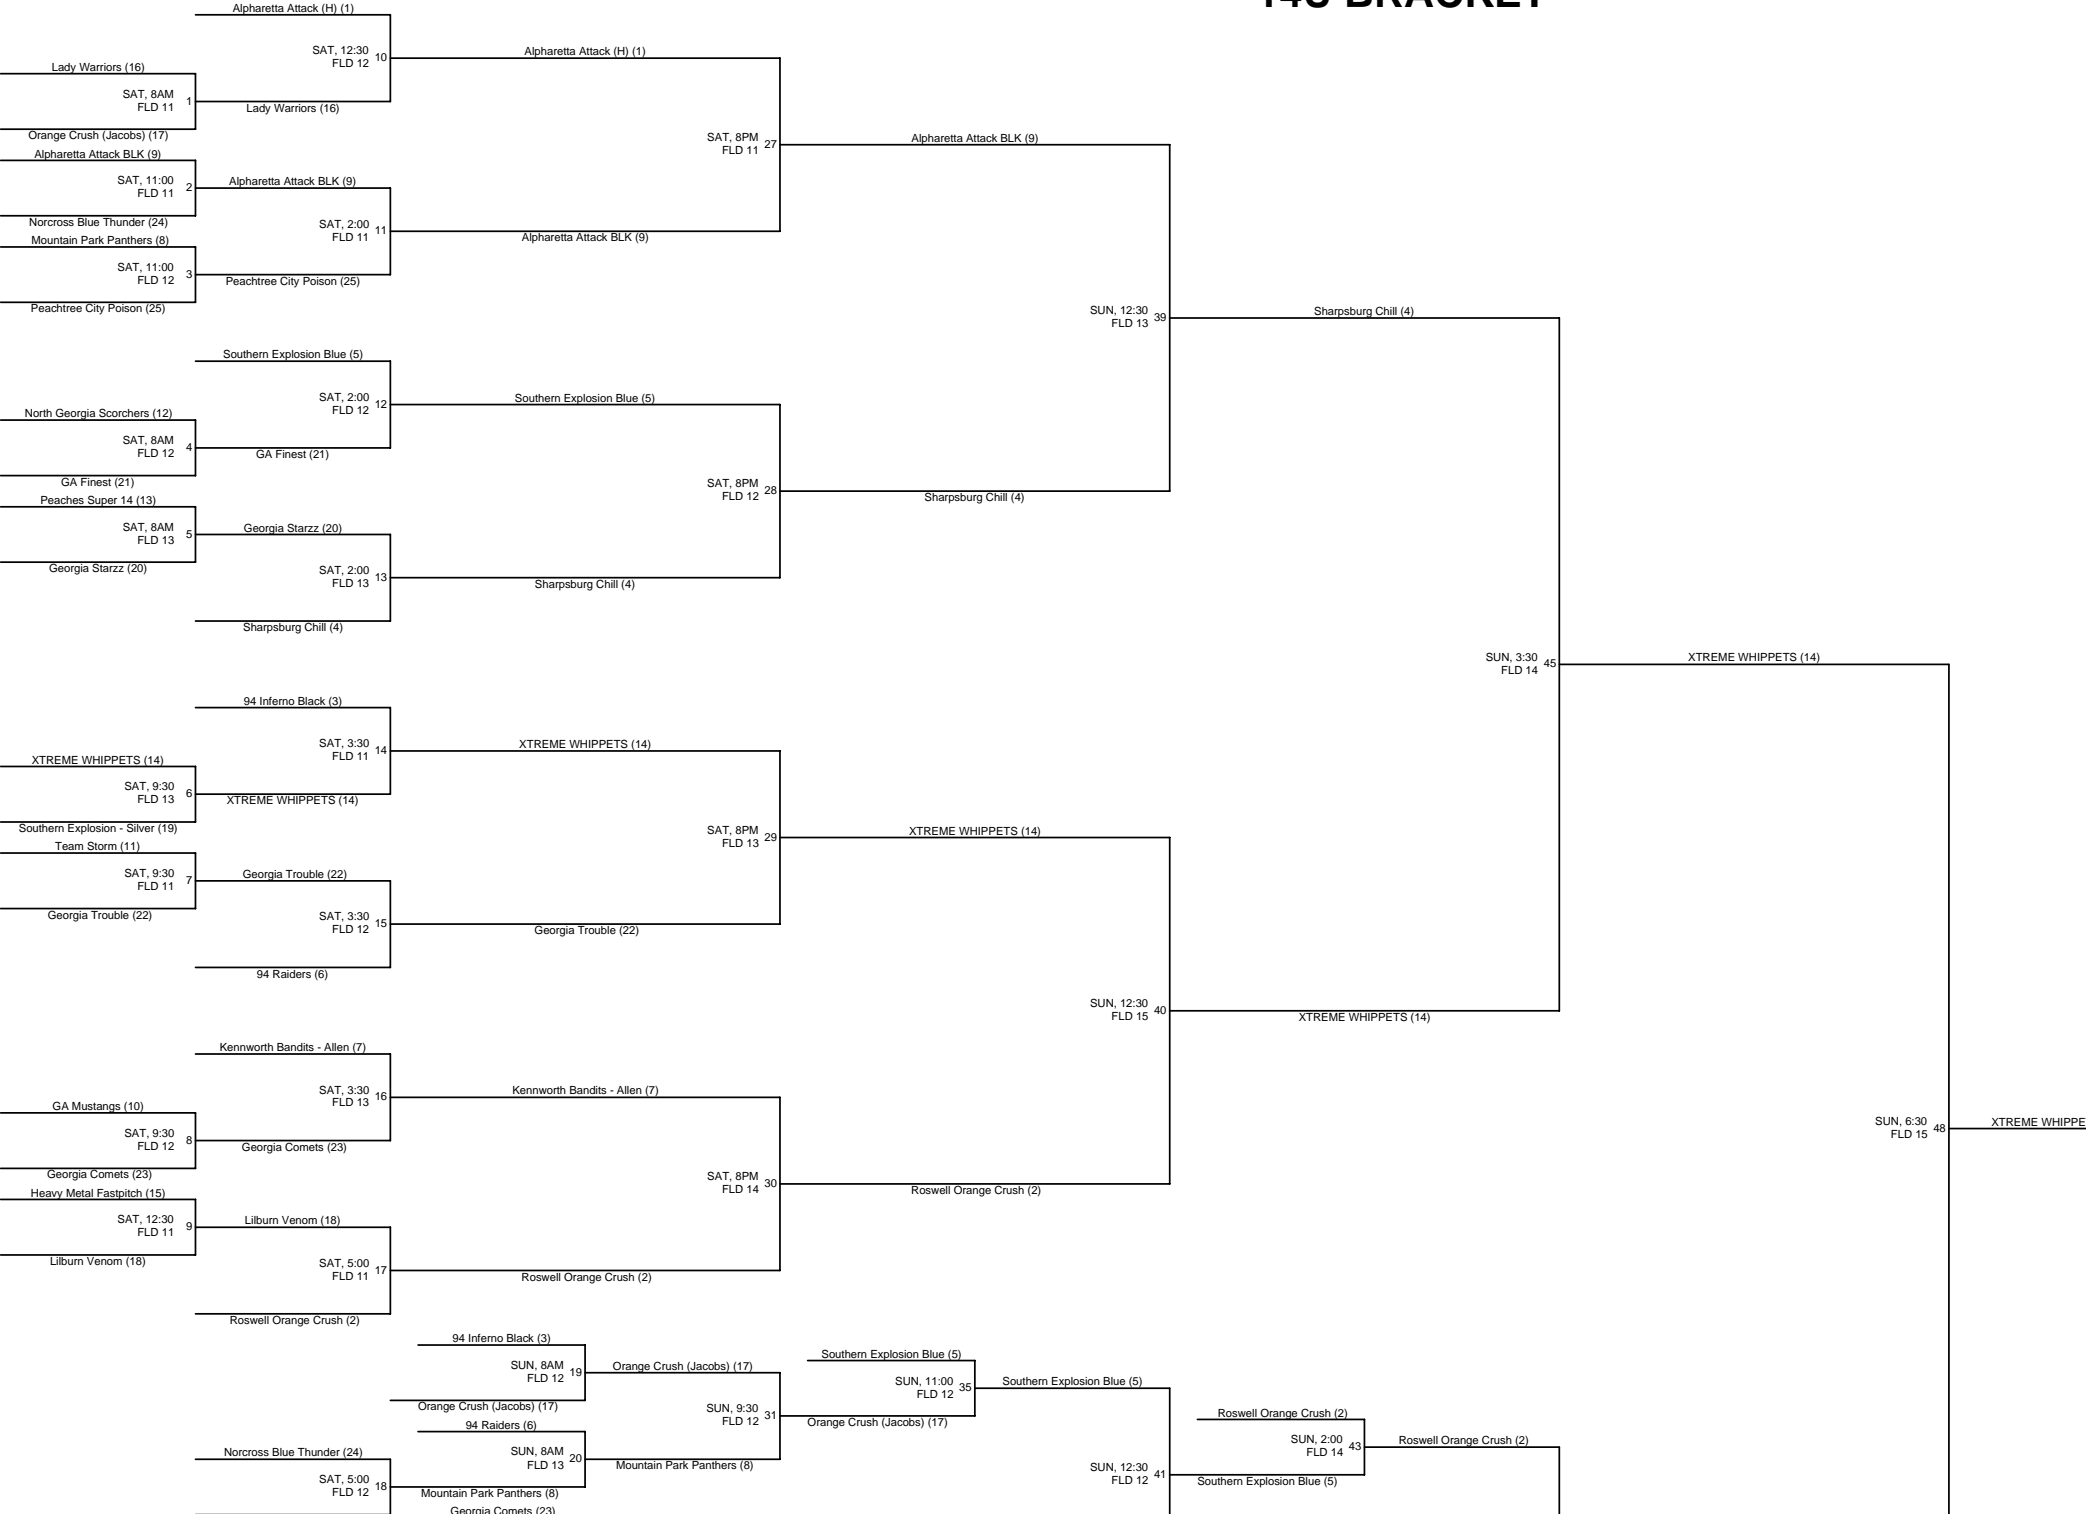 14U BRACKET
Alpharetta Attack (H) (1)
SAT, 12:30
FLD 12
10
Alpharetta Attack (H) (1)
Lady Warriors (16)
SAT, 8AM
FLD 11
1
Lady Warriors (16)
Orange Crush (Jacobs) (17)
Alpharetta Attack BLK (9)
SAT, 8PM
FLD 11
27
Alpharetta Attack BLK (9)
SAT, 11:00
FLD 11
2
Alpharetta Attack BLK (9)
Norcross Blue Thunder (24)
Mountain Park Panthers (8)
SAT, 2:00
FLD 11
11
Alpharetta Attack BLK (9)
SAT, 11:00
FLD 12
3
Peachtree City Poison (25)
Peachtree City Poison (25)
SUN, 12:30
FLD 13
39
Sharpsburg Chill (4)
Southern Explosion Blue (5)
SAT, 2:00
FLD 12
12
Southern Explosion Blue (5)
North Georgia Scorchers (12)
SAT, 8AM
FLD 12
4
GA Finest (21)
GA Finest (21)
Peaches Super 14 (13)
SAT, 8PM
FLD 12
28
Sharpsburg Chill (4)
SAT, 8AM
FLD 13
5
Georgia Starzz (20)
Georgia Starzz (20)
SAT, 2:00
FLD 13
13
Sharpsburg Chill (4)
Sharpsburg Chill (4)
SUN, 3:30
FLD 14
45
XTREME WHIPPETS (14)
94 Inferno Black (3)
SAT, 3:30
FLD 11
14
XTREME WHIPPETS (14)
XTREME WHIPPETS (14)
SAT, 9:30
FLD 13
6
XTREME WHIPPETS (14)
Southern Explosion - Silver (19)
Team Storm (11)
SAT, 8PM
FLD 13
29
XTREME WHIPPETS (14)
SAT, 9:30
FLD 11
7
Georgia Trouble (22)
Georgia Trouble (22)
SAT, 3:30
FLD 12
15
Georgia Trouble (22)
94 Raiders (6)
SUN, 12:30
FLD 15
40
XTREME WHIPPETS (14)
Kennworth Bandits - Allen (7)
SAT, 3:30
FLD 13
16
Kennworth Bandits - Allen (7)
GA Mustangs (10)
SAT, 9:30
FLD 12
8
Georgia Comets (23)
Georgia Comets (23)
SUN, 6:30
FLD 15
48
XTREME WHIPPE
Heavy Metal Fastpitch (15)
SAT, 8PM
FLD 14
30
Roswell Orange Crush (2)
SAT, 12:30
FLD 11
9
Lilburn Venom (18)
Lilburn Venom (18)
SAT, 5:00
FLD 11
17
Roswell Orange Crush (2)
Roswell Orange Crush (2)
94 Inferno Black (3)
SUN, 8AM
FLD 12
19
Orange Crush (Jacobs) (17)
Southern Explosion Blue (5)
SUN, 11:00
FLD 12
35
Southern Explosion Blue (5)
Orange Crush (Jacobs) (17)
SUN, 9:30
FLD 12
31
Orange Crush (Jacobs) (17)
94 Raiders (6)
Roswell Orange Crush (2)
SUN, 2:00
FLD 14
43
Roswell Orange Crush (2)
Norcross Blue Thunder (24)
SUN, 8AM
FLD 13
20
Mountain Park Panthers (8)
SUN, 12:30
FLD 12
41
Southern Explosion Blue (5)
SAT, 5:00
FLD 12
18
Mountain Park Panthers (8)
Georgia Comets (23)